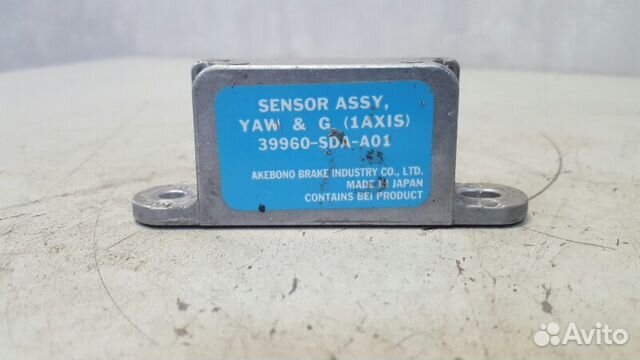 SENSOR ASSY,
YAW & G (1AXIS)
39960-SDA-A01
AKEBONO BRAKE INDUSTRY CO., LTD.
MADE IN JAPAN
CONTAINS BEI PRODUCT
Avito